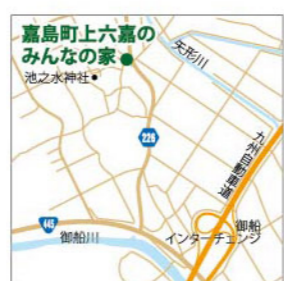 嘉島町上六嘉の
みんなの家
池之水神社
矢形川
226
九州自動車道
445
御船川
御船
インターチェンジ